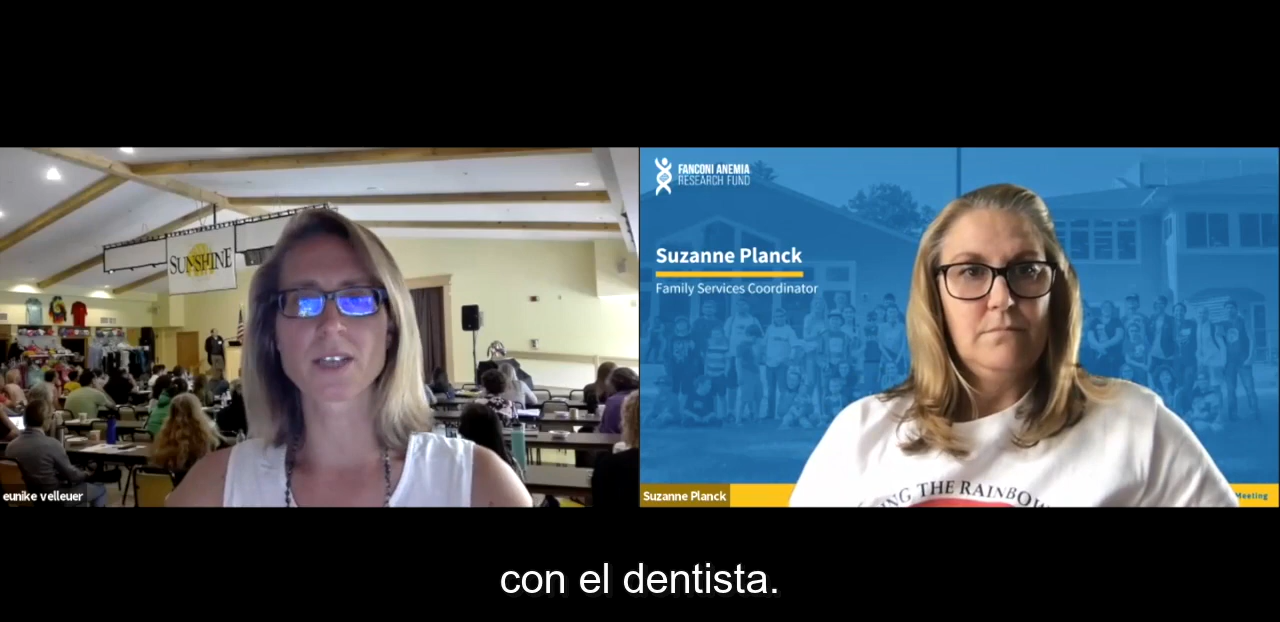 SUNSHINE
eunike velleuer
FANCONI ANEMIA
RESEARCH FUND
Suzanne Planck
Family Services Coordinator
ING THE RAINBOW
Suzanne Planck
Meeting
con el dentista.